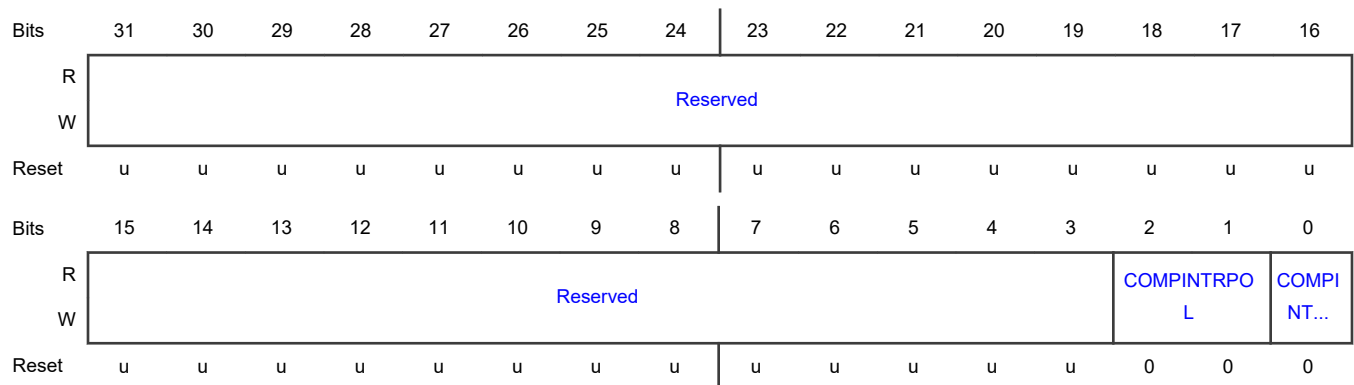 Bits 31 30 29 28 27 26 25 24 23 22 21 20 19 18 17 16
R
Reserved
W
Reset u u u u u u u u u u u u u u u u
Bits 15 14 13 12 11 10 9 8 7 6 5 4 3 2 1 0
R
Reserved
COMPINTRPO
L
COMPI
NT...
W
Reset u u u u u u u u u u u u u 0 0 0